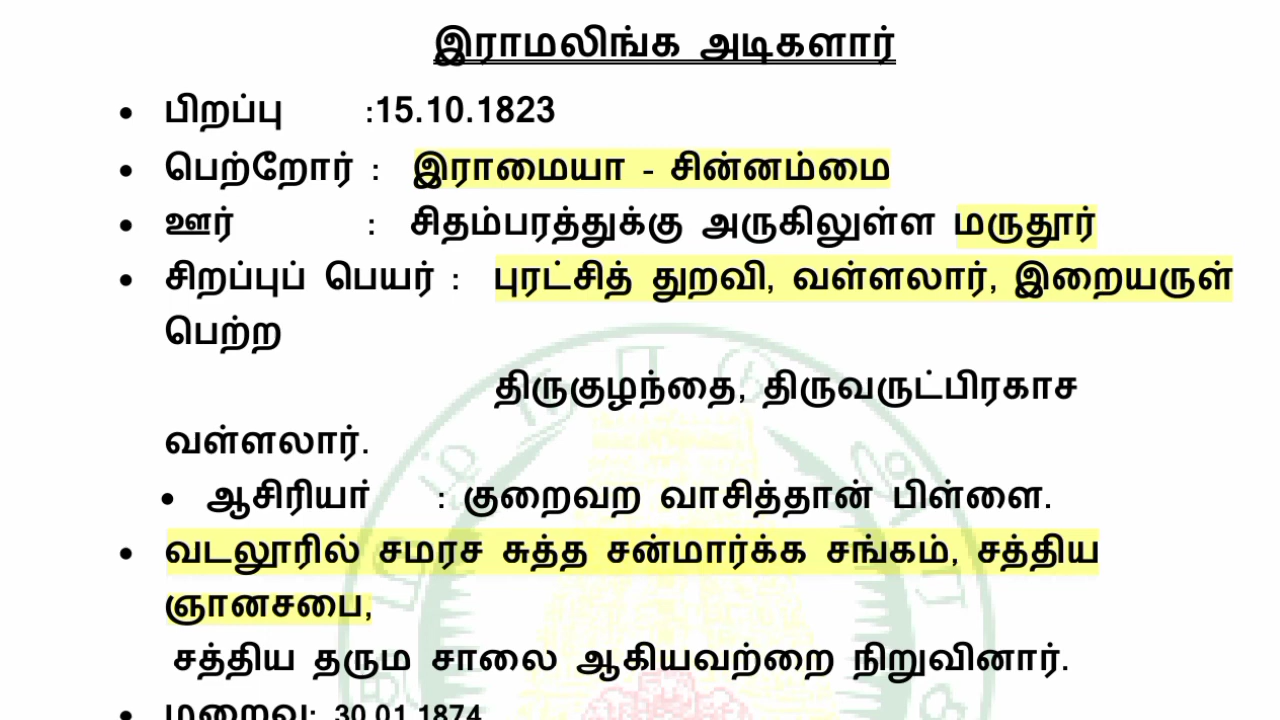 இராமலிங்க அடிகளார்
• பிறப்பு :15.10.1823
• பெற்றோர் : இராமையா - சின்னம்மை
• ஊர் : சிதம்பரத்துக்கு அருகிலுள்ள மருதூர்
• சிறப்புப் பெயர் : புரட்சித் துறவி, வள்ளலார், இறையருள்
பெற்ற
திருகுழந்தை, திருவருட்பிரகாச
வள்ளலார்.
• ஆசிரியர் : குறைவற வாசித்தான் பிள்ளை.
• வடலூரில் சமரச சுத்த சன்மார்க்க சங்கம், சத்திய
ஞானசபை,
சத்திய தரும சாலை ஆகியவற்றை நிறுவினார்.
• மறைவு: 30.01.1874